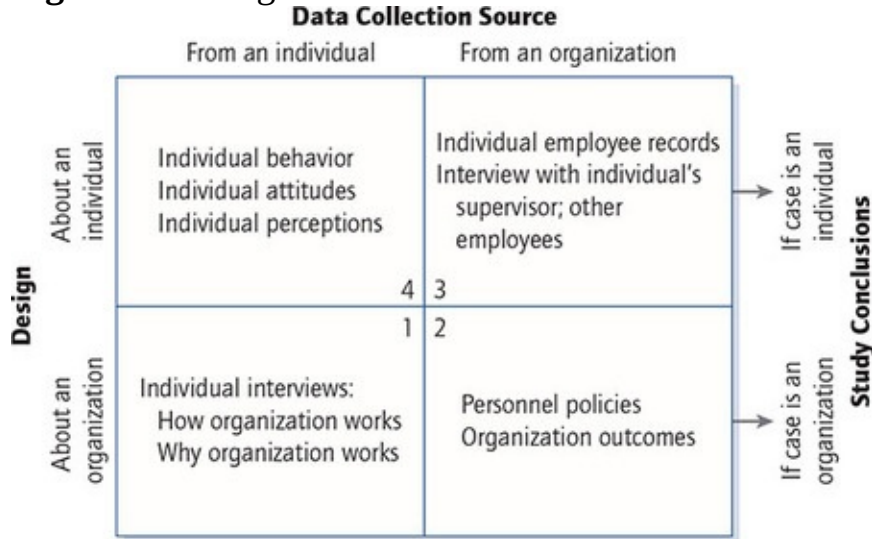 Data Collection Source
From an individual
From an organization
About an
individual
Individual behavior
Individual attitudes
Individual perceptions
4
Individual employee records
Interview with individual's
supervisor; other
employees
3
If case is an
individual
Design
Study Conclusions
About an
organization
1
Individual interviews:
How organization works
Why organization works
2
Personnel policies
Organization outcomes
If case is an
organization